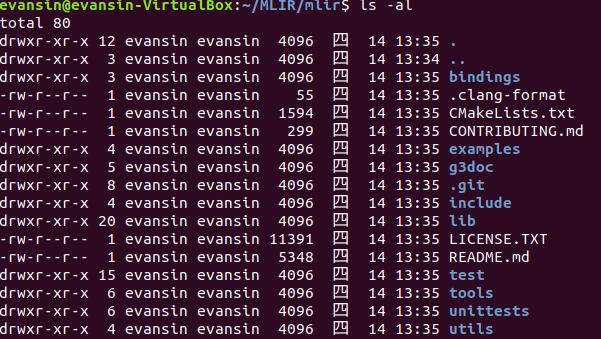 evansin@evansin-VirtualBox:~/MLIR/mlir$ ls -al
total 80
drwxr-xr-x 12 evansin evansin  4096  四  14 13:35 .
drwxr-xr-x  3 evansin evansin  4096  四  14 13:34 ..
drwxr-xr-x  3 evansin evansin  4096  四  14 13:35 bindings
-rw-r--r--  1 evansin evansin    55  四  14 13:35 .clang-format
-rw-r--r--  1 evansin evansin  1594  四  14 13:35 CMakeLists.txt
-rw-r--r--  1 evansin evansin   299  四  14 13:35 CONTRIBUTING.md
drwxr-xr-x  4 evansin evansin  4096  四  14 13:35 examples
drwxr-xr-x  5 evansin evansin  4096  四  14 13:35 g3doc
drwxr-xr-x  8 evansin evansin  4096  四  14 13:35 .git
drwxr-xr-x  4 evansin evansin  4096  四  14 13:35 include
drwxr-xr-x 20 evansin evansin  4096  四  14 13:35 lib
-rw-r--r--  1 evansin evansin 11391  四  14 13:35 LICENSE.TXT
-rw-r--r--  1 evansin evansin  5348  四  14 13:35 README.md
drwxr-xr-x 15 evansin evansin  4096  四  14 13:35 test
drwxr-xr-x  6 evansin evansin  4096  四  14 13:35 tools
drwxr-xr-x  6 evansin evansin  4096  四  14 13:35 unittests
drwxr-xr-x  4 evansin evansin  4096  四  14 13:35 utils